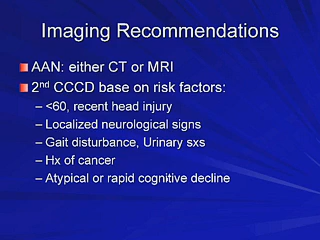 Imaging Recommendations
AAN: either CT or MRI
2nd CCCD base on risk factors:
– <60, recent head injury
– Localized neurological signs
– Gait disturbance, Urinary sxs
– Hx of cancer
– Atypical or rapid cognitive decline